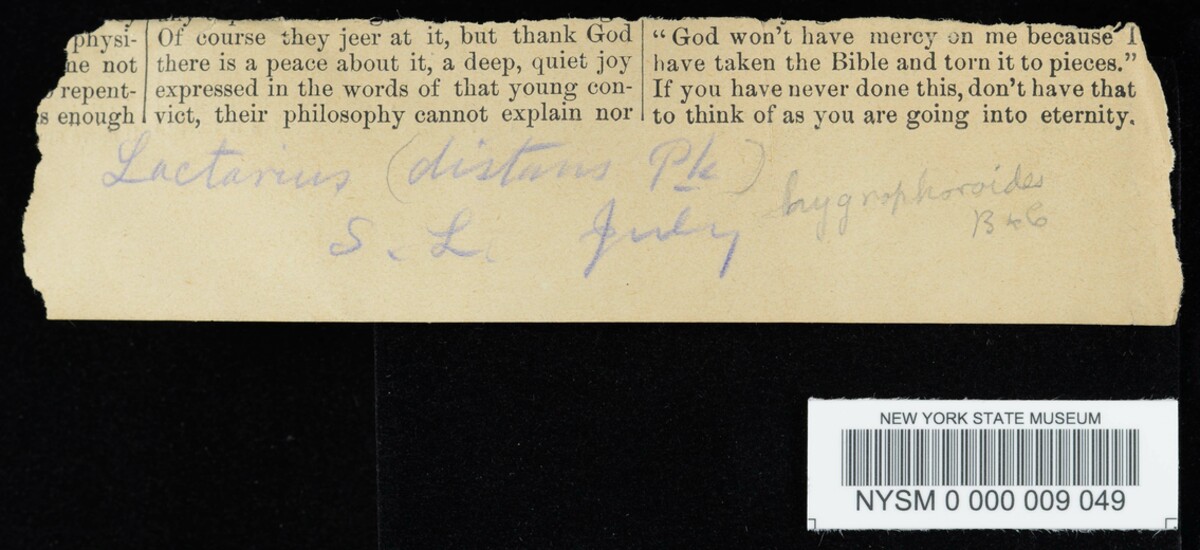 physi-
ne not
repent-
s enough
Of course they jeer at it, but thank God
there is a peace about it, a deep, quiet joy
expressed in the words of that young con-
vict, their philosophy cannot explain nor
“God won’t have mercy on me because I
have taken the Bible and torn it to pieces.”
If you have never done this, don’t have that
to think of as you are going into eternity.
Lactarius (distans Pk)
hygrophoroides
B & C
S. L. July
NEW YORK STATE MUSEUM
NYSM 0 000 009 049